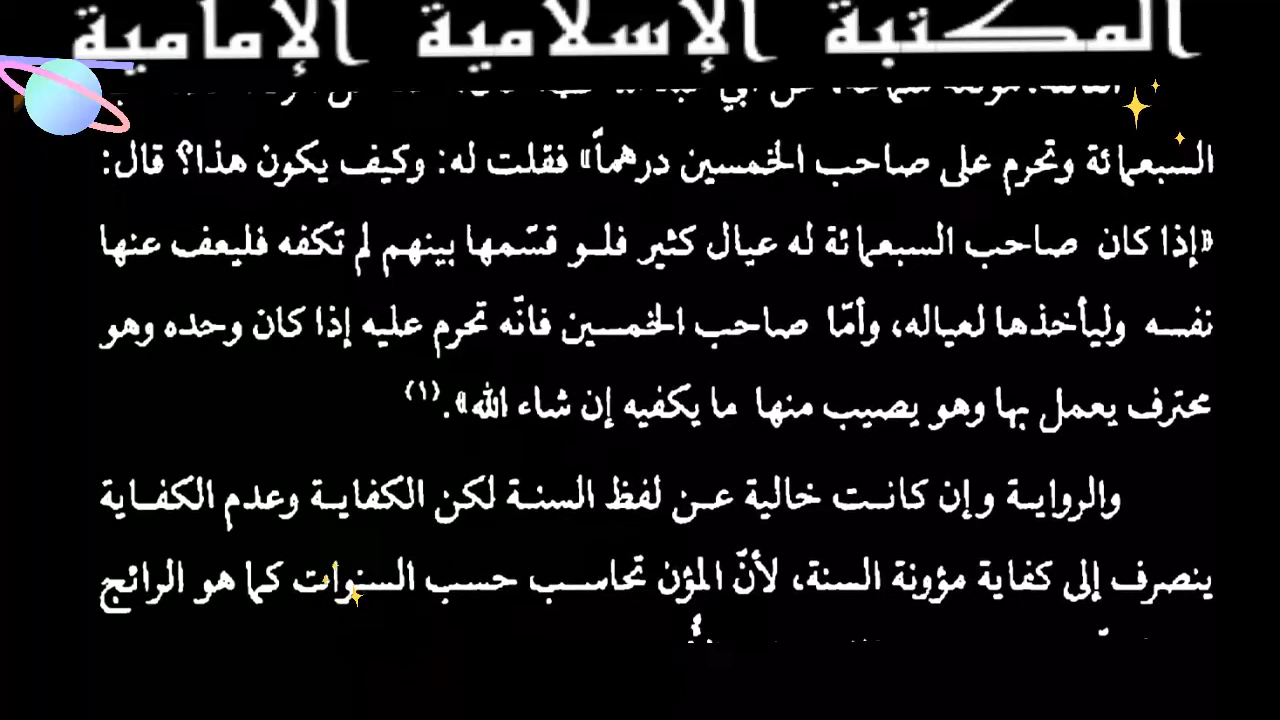 المكتبة الإسلامية الإمامية
السبعمائة وتحرم على صاحب الخمسين درهماً» فقلت له: وكيف يكون هذا؟ قال:
«إذا كان صاحب السبعمائة له عيال كثير فلو قسّمها بينهم لم تكفه فليعف عنها
نفسه وليأخذها لعياله، وأمّا صاحب الخمسين فانّه تحرم عليه إذا كان وحده وهو
محترف يعمل بها وهو يصيب منها ما يكفيه إن شاء الله».(١)
والرواية وإن كانت خالية عن لفظ السنة لكن الكفاية وعدم الكفاية
ينصرف إلى كفاية مؤونة السنة، لأنّ المؤن تحاسب حسب السنوات كما هو الرائج